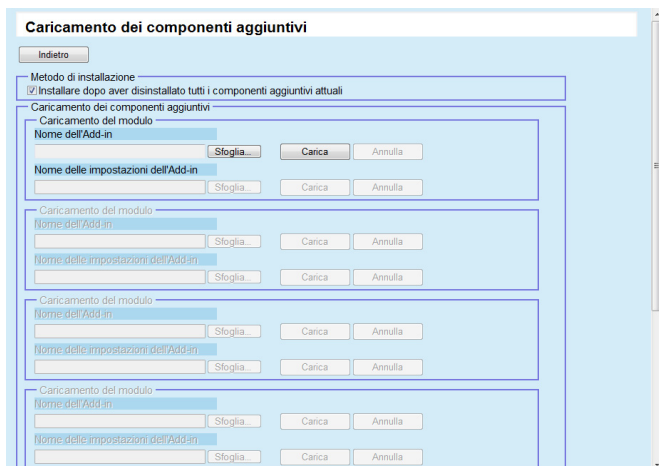 Caricamento dei componenti aggiuntivi
Indietro
Metodo di installazione
Installare dopo aver disinstallato tutti i componenti aggiuntivi attuali
Caricamento dei componenti aggiuntivi
Caricamento del modulo
Nome dell'Add-in
Sfoglia... Carica Annulla
Nome delle impostazioni dell'Add-in
Sfoglia... Carica Annulla
Caricamento del modulo
Nome dell'Add-in
Sfoglia... Carica Annulla
Nome delle impostazioni dell'Add-in
Sfoglia... Carica Annulla
Caricamento del modulo
Nome dell'Add-in
Sfoglia... Carica Annulla
Nome delle impostazioni dell'Add-in
Sfoglia... Carica Annulla
Caricamento del modulo
Nome dell'Add-in
Sfoglia... Carica Annulla
Nome delle impostazioni dell'Add-in
Sfoglia... Carica Annulla